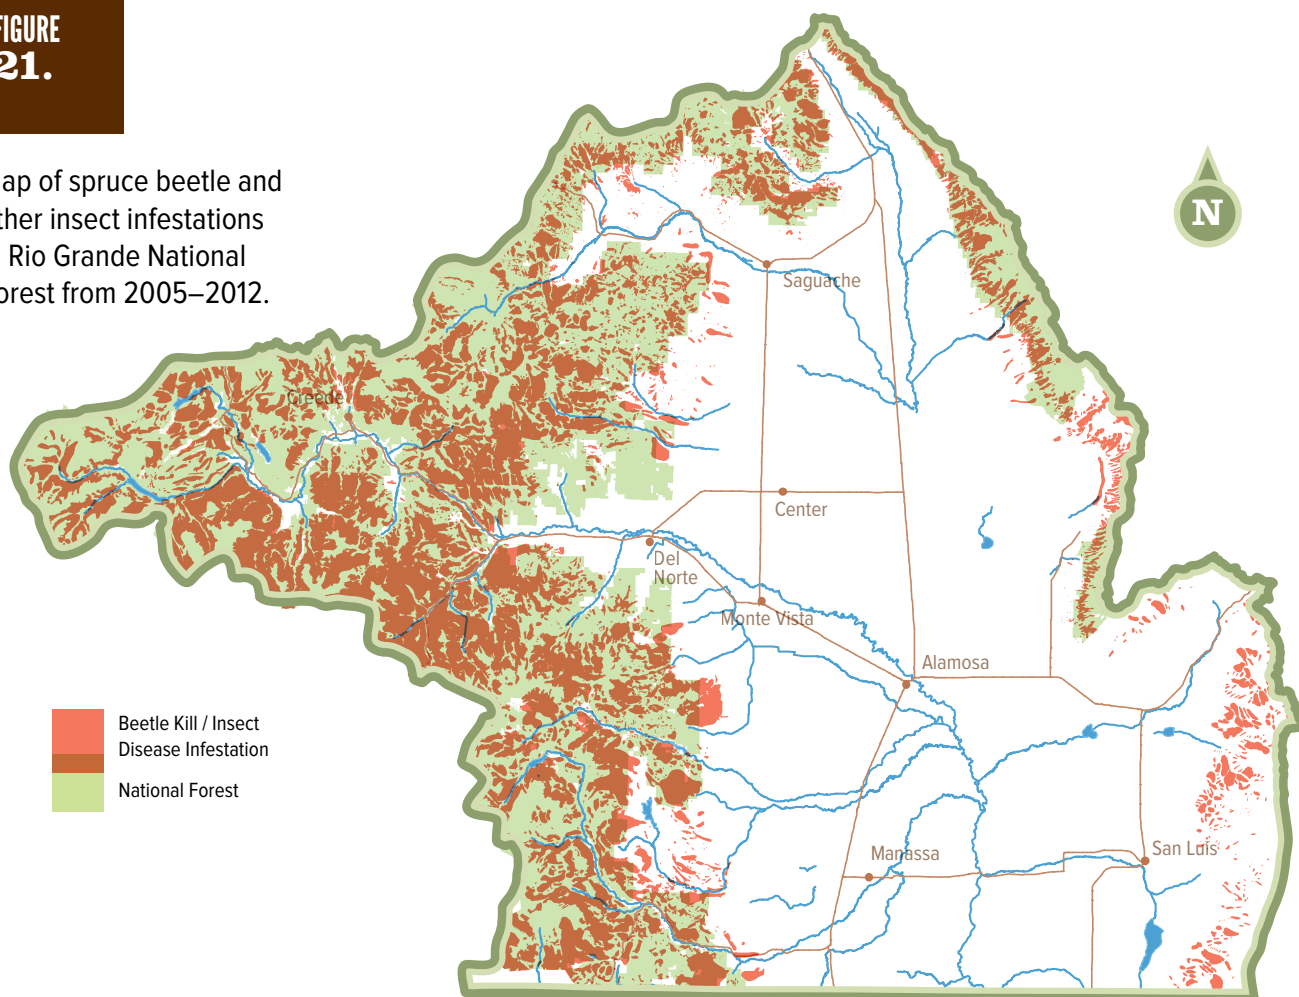 FIGURE
21.
ap of spruce beetle and
ther insect infestations
Rio Grande National
orest from 2005–2012.
N
Saguache
Creede
Center
Del
Norte
Monte Vista
Alamosa
Manassa
San Luis
Beetle Kill / Insect
Disease Infestation
National Forest